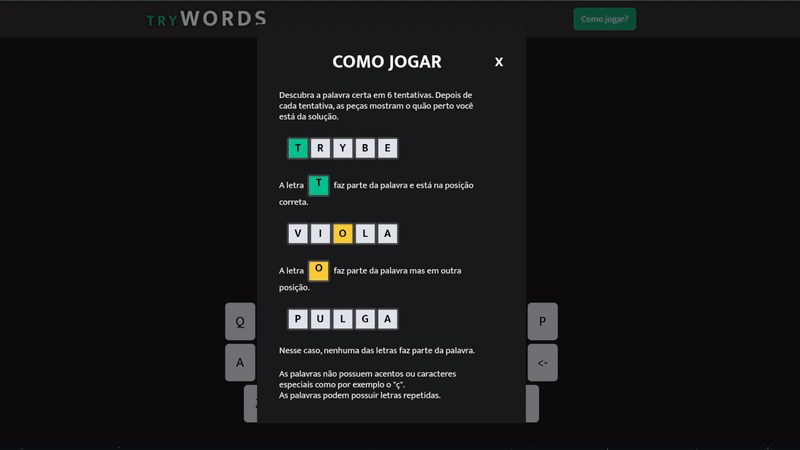 TRYWORDS
Como jogar?
COMO JOGAR
X
Descubra a palavra certa em 6 tentativas. Depois de
cada tentativa, as peças mostram o quão perto você
está da solução.
T R Y B E
A letra T faz parte da palavra e está na posição
correta.
V I O L A
A letra O faz parte da palavra mas em outra
posição.
P U L G A
Q P
Nesse caso, nenhuma das letras faz parte da palavra.
A <-
As palavras não possuem acentos ou caracteres
especiais como por exemplo o "ç".
As palavras podem possuir letras repetidas.